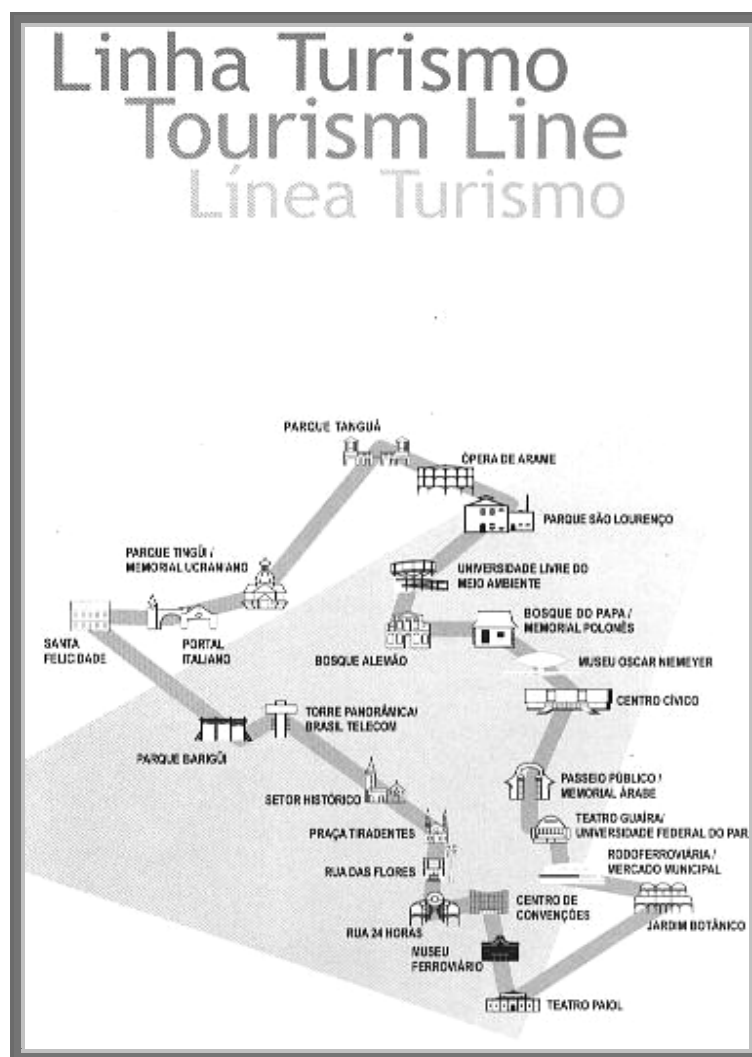 Linha Turismo
Tourism Line
Línea Turismo
PARQUE TANGUÁ
ÓPERA DE ARAME
PARQUE SÃO LOURENÇO
PARQUE TINGÜI /
MEMORIAL UCRANIANO
UNIVERSIDADE LIVRE DO
MEIO AMBIENTE
BOSQUE DO PAPA /
MEMORIAL POLONÊS
SANTA
FELICIDADE
PORTAL
ITALIANO
BOSQUE ALEMÃO
MUSEU OSCAR NIEMEYER
CENTRO CÍVICO
TORRE PANORÂMICA/
BRASIL TELECOM
PARQUE BARIGÜI
PASSEIO PÚBLICO /
MEMORIAL ÁRABE
SETOR HISTÓRICO
TEATRO GUAÍRA/
UNIVERSIDADE FEDERAL DO PAR
PRAÇA TIRADENTES
RODOFERROVIÁRIA /
MERCADO MUNICIPAL
RUA DAS FLORES
CENTRO DE
CONVENÇÕES
JARDIM BOTÂNICO
RUA 24 HORAS
MUSEU
FERROVIÁRIO
TEATRO PAIOL